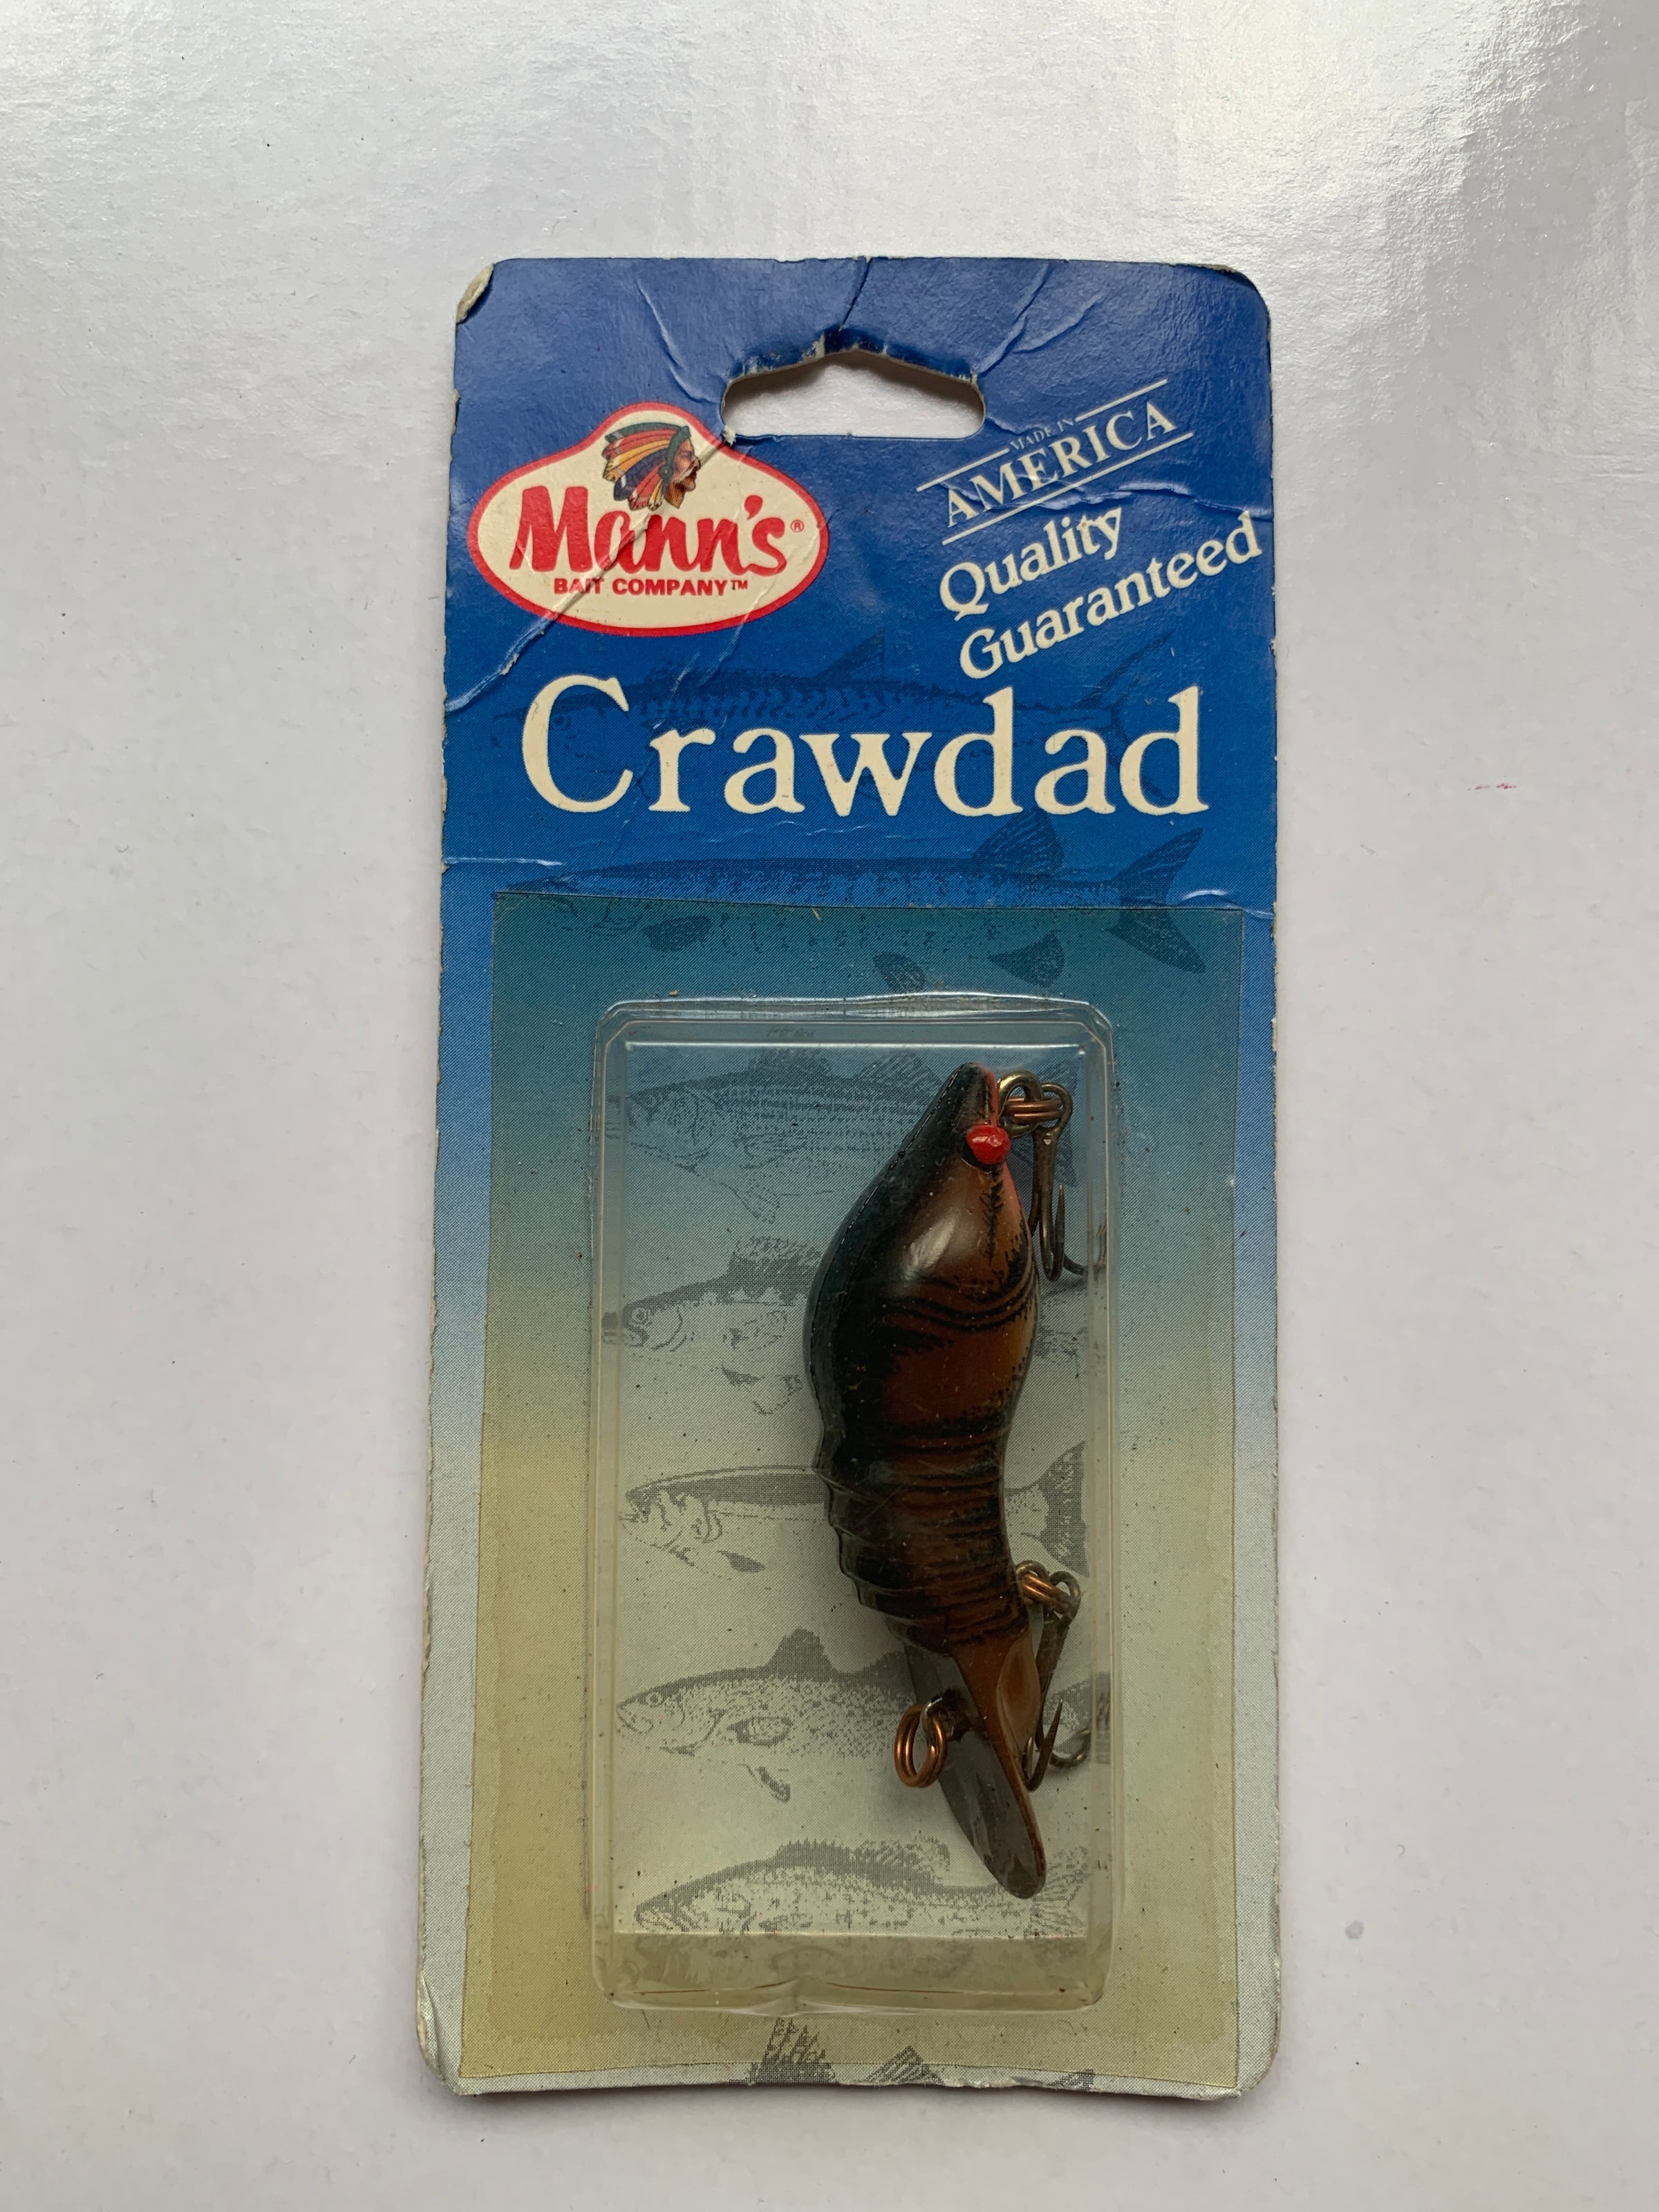 Mann's®
BAIT COMPANY™
MADE IN
AMERICA
Quality
Guaranteed
Crawdad